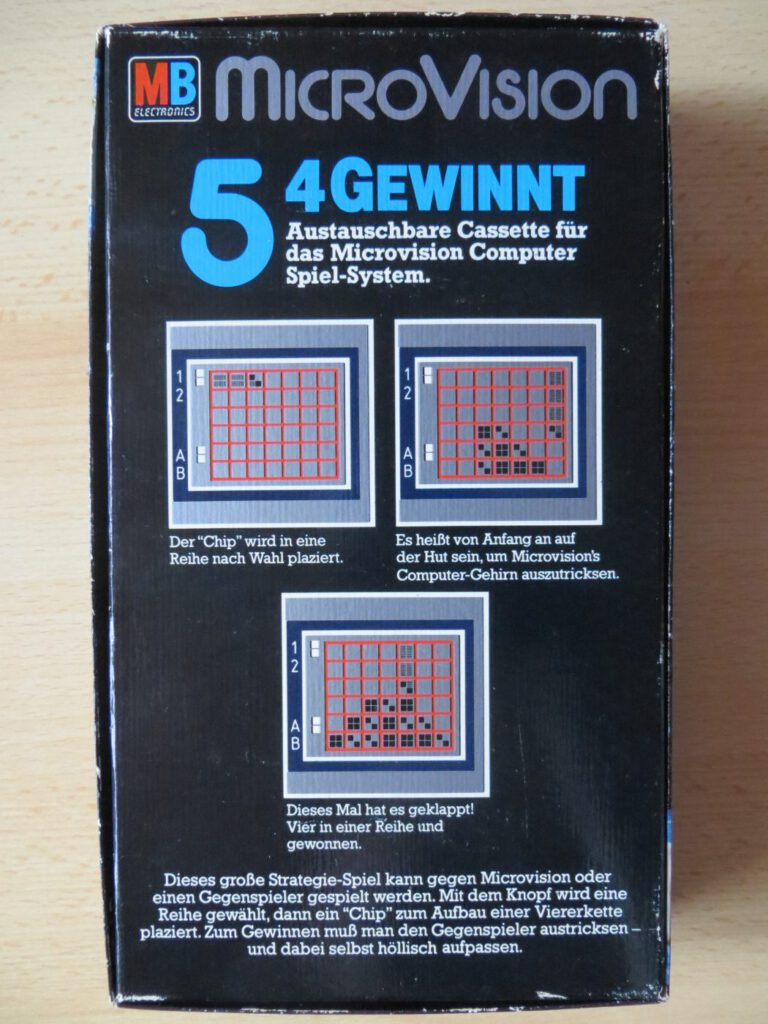 MB
ELECTRONICS
MICROVISION
5
4 GEWINNT
Austauschbare Cassette für
das Microvision Computer
Spiel-System.
1
2
A
B
Der “Chip” wird in eine
Reihe nach Wahl plaziert.
1
2
A
B
Es heißt von Anfang an auf
der Hut sein, um Microvision's
Computer-Gehirn auszutricksen.
1
2
A
B
Dieses Mal hat es geklappt!
Vier in einer Reihe und
gewonnen.
Dieses große Strategie-Spiel kann gegen Microvision oder
einen Gegenspieler gespielt werden. Mit dem Knopf wird eine
Reihe gewählt, dann ein “Chip” zum Aufbau einer Viererkette
plaziert. Zum Gewinnen muß man den Gegenspieler austricksen –
und dabei selbst höllisch aufpassen.